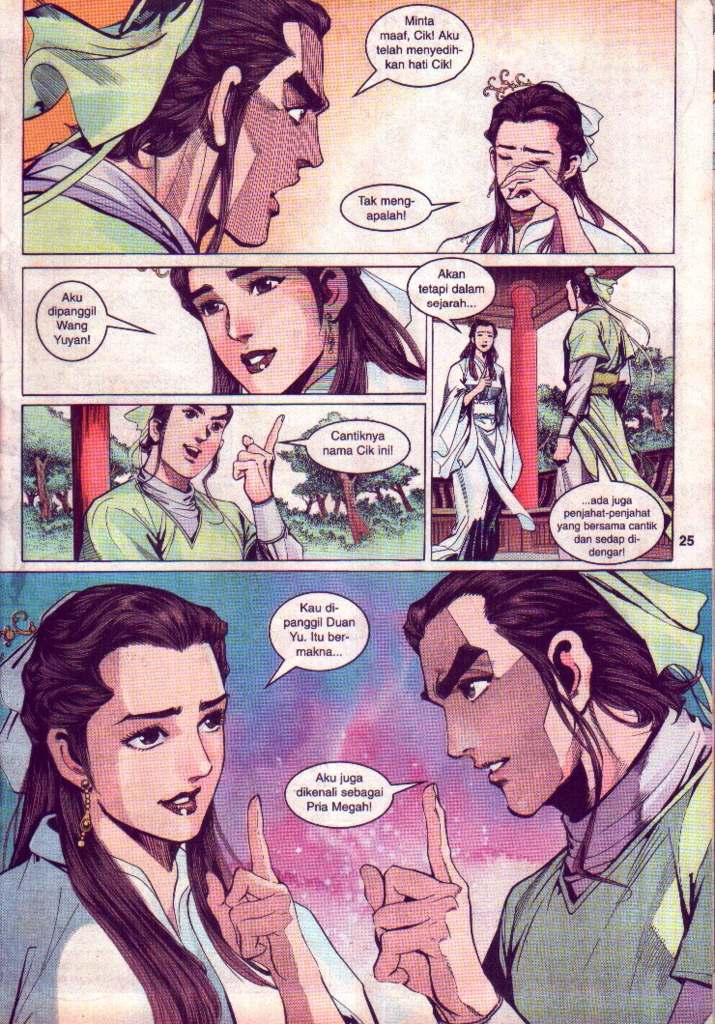 Minta
maaf, Cik! Aku
telah menyedih-
kan hati Cik!
Tak meng-
apalah!
Aku
dipanggil
Wang
Yuyan!
Akan
tetapi dalam
sejarah...
Cantiknya
nama Cik ini!
...ada juga
penjahat-penjahat
yang bersama cantik
dan sedap di-
dengar!
25
Kau di-
panggil Duan
Yu. Itu ber-
makna...
Aku juga
dikenali sebagai
Pria Megah!